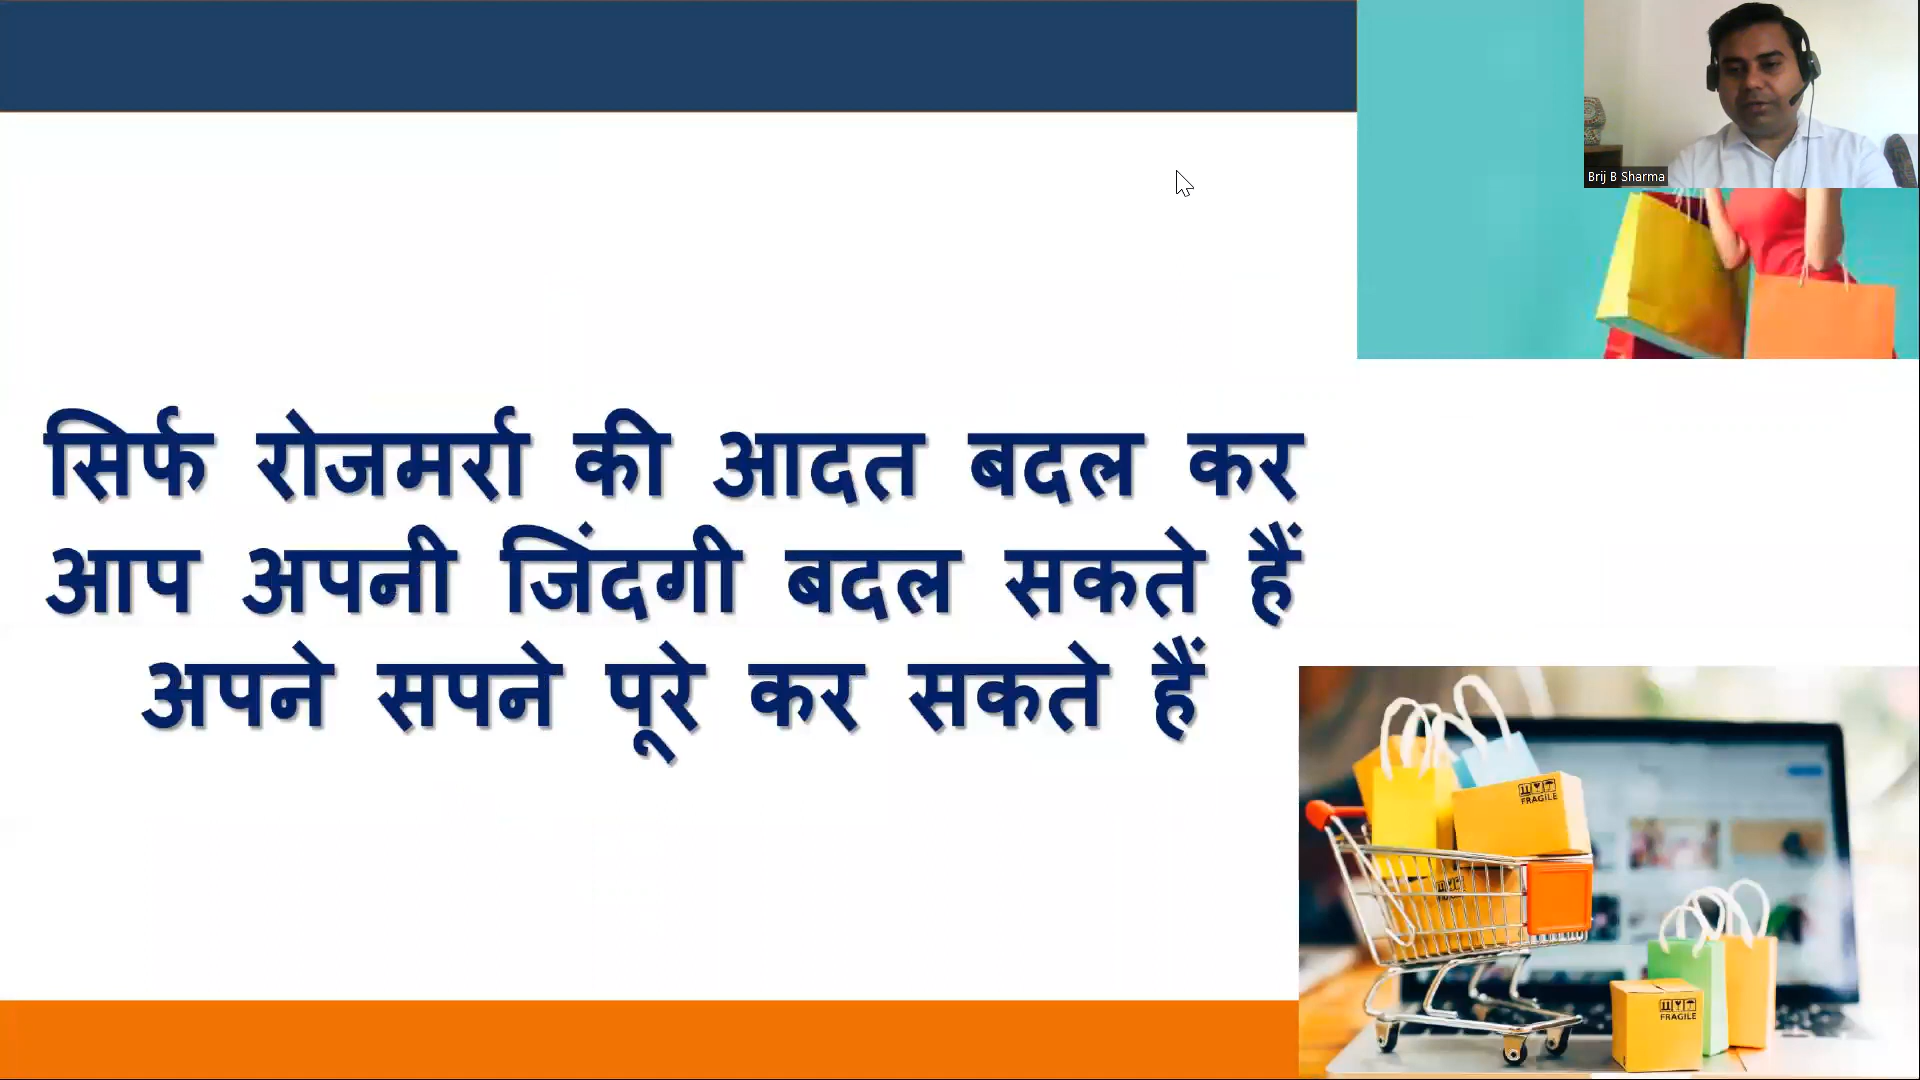 Brij B Sharma
सिर्फ रोजमर्रा की आदत बदल कर
आप अपनी जिंदगी बदल सकते हैं
अपने सपने पूरे कर सकते हैं
FRAGILE
FRAGILE